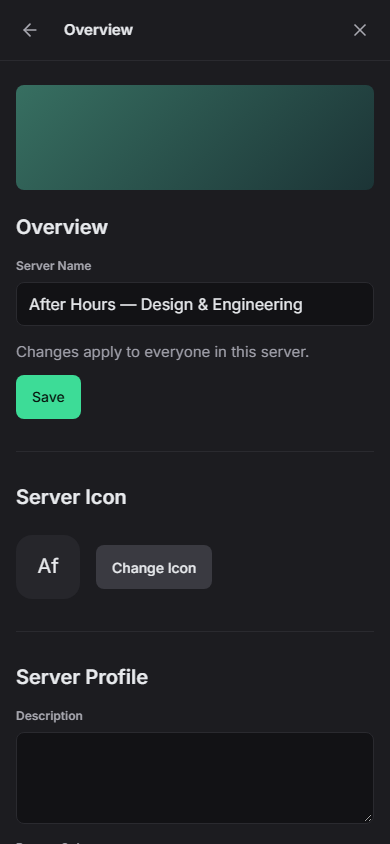 Overview
Overview
Server Name
After Hours — Design & Engineering
Changes apply to everyone in this server.
Save
Server Icon
Af
Change Icon
Server Profile
Description